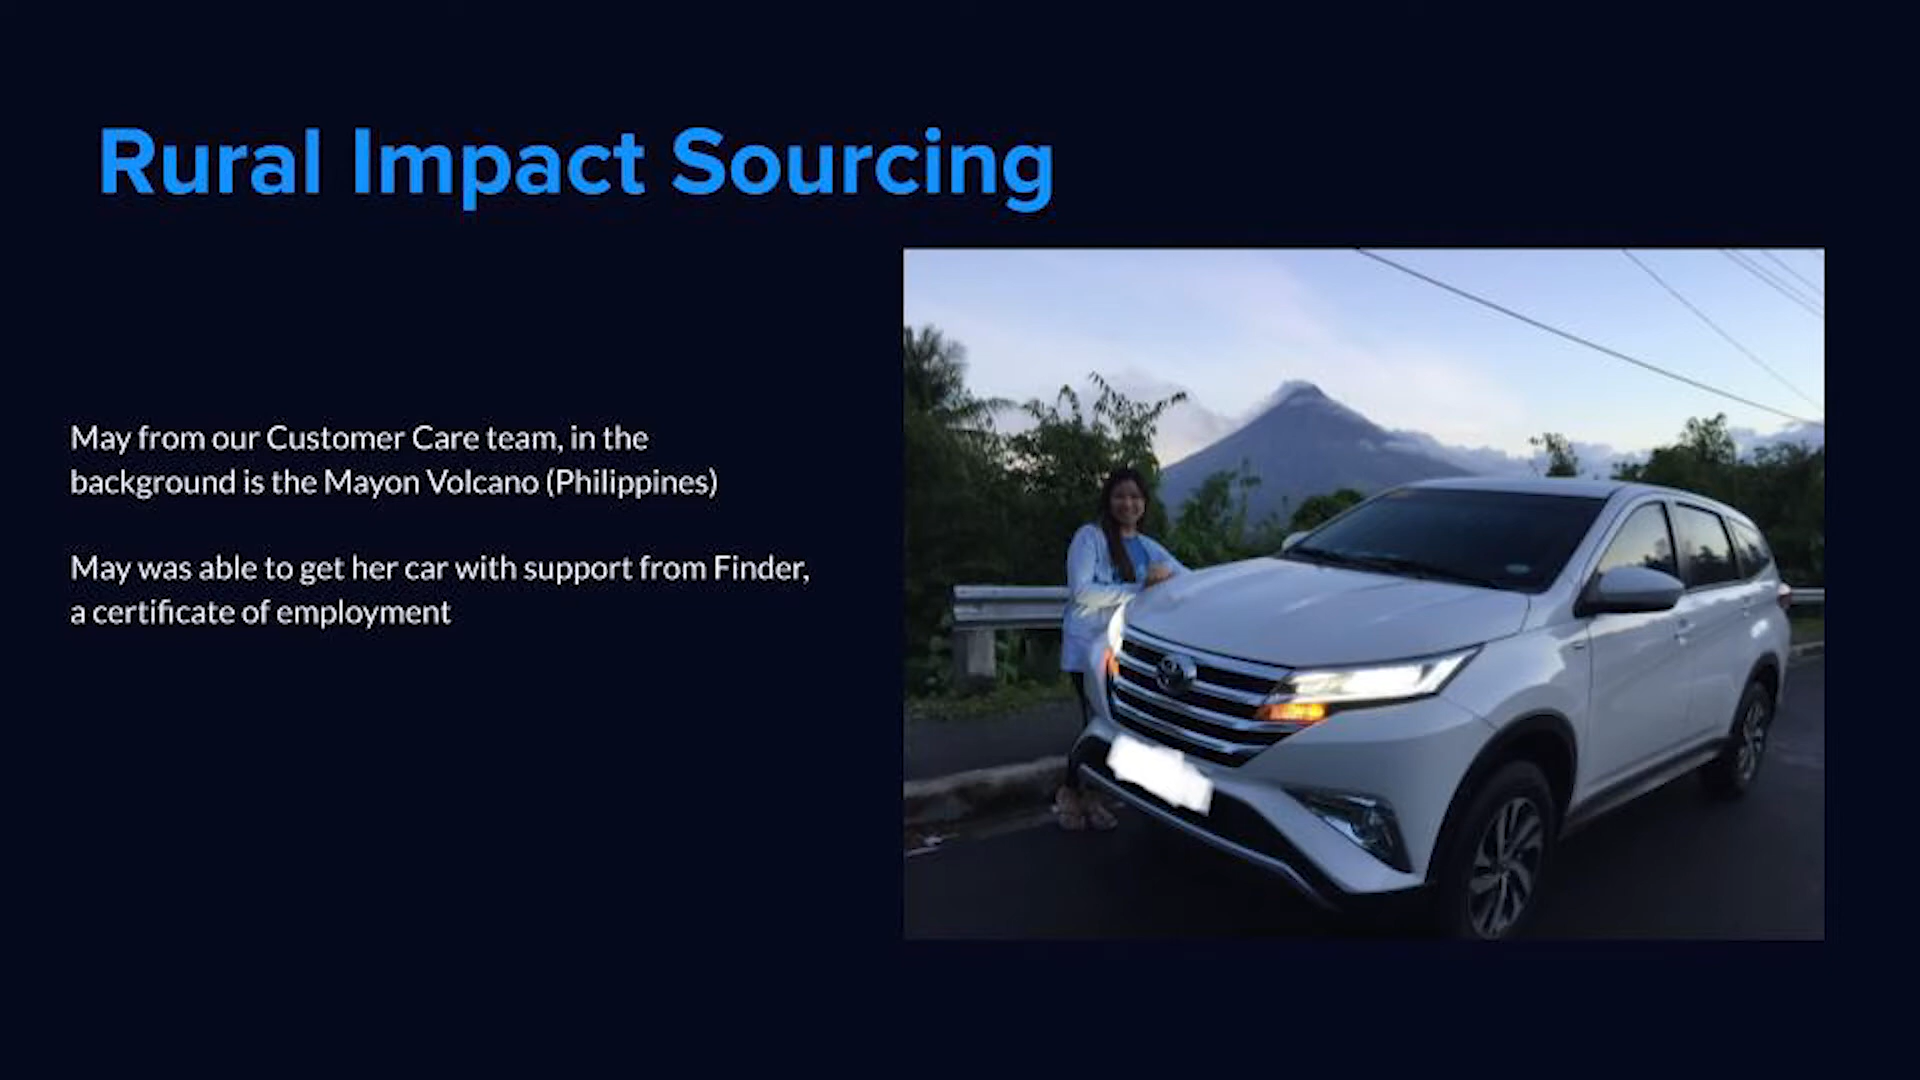 Rural Impact Sourcing
May from our Customer Care team, in the
background is the Mayon Volcano (Philippines)
May was able to get her car with support from Finder,
a certificate of employment